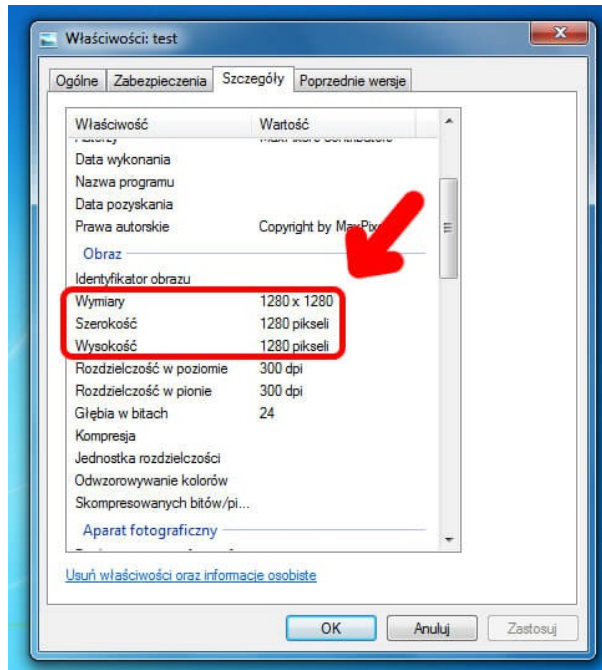 Właściwości: test
Ogólne Zabezpieczenia Szczegóły Poprzednie wersje
Właściwość Wartość
Data wykonania
Nazwa programu
Data pozyskania
Prawa autorskie Copyright by
Obraz
Identyfikator obrazu
Wymiary 1280 x 1280
Szerokość 1280 pikseli
Wysokość 1280 pikseli
Rozdzielczość w poziomie 300 dpi
Rozdzielczość w pionie 300 dpi
Głębia w bitach 24
Kompresja
Jednostka rozdzielczości
Odwzorowywanie kolorów
Skompresowanych bitów/pi...
Aparat fotograficzny
Usuń właściwości oraz informacje osobiste
OK Anuluj Zastosuj